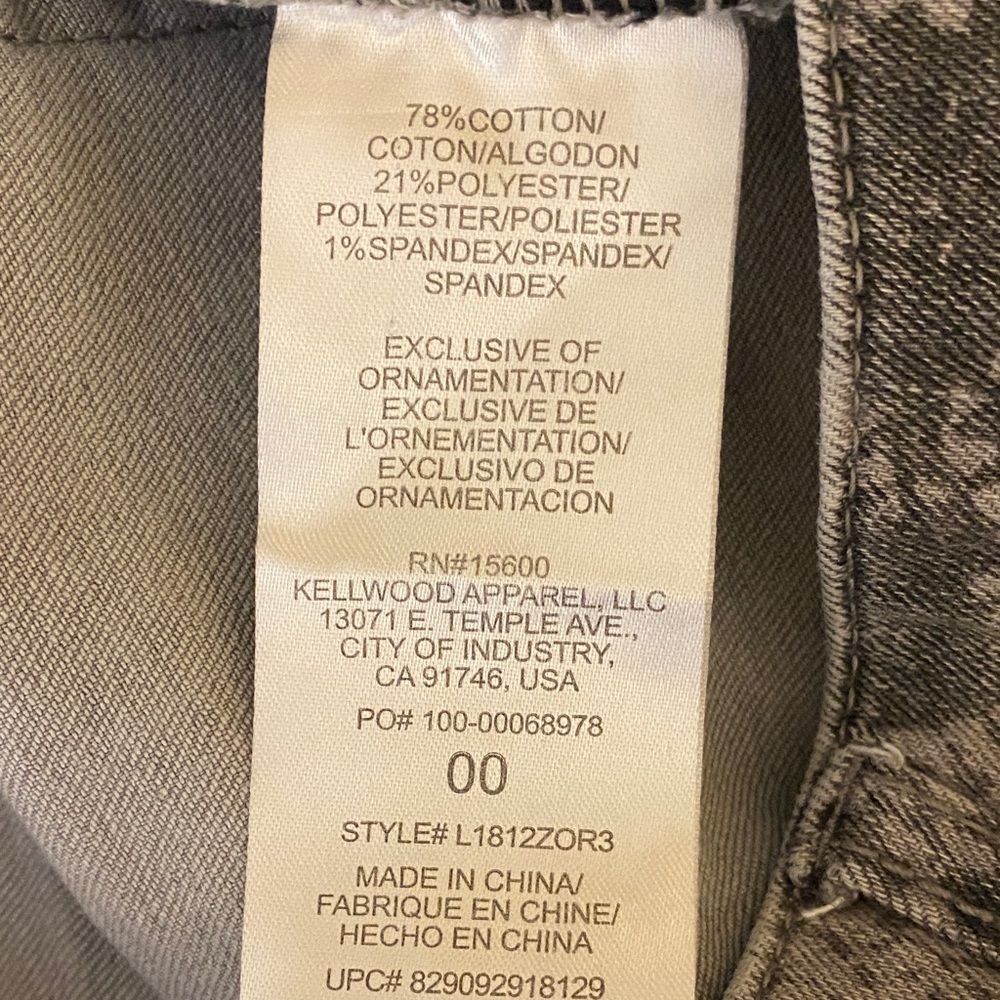 78%COTTON/
COTON/ALGODON
21%POLYESTER/
POLYESTER/POLIESTER
1%SPANDEX/SPANDEX/
SPANDEX
EXCLUSIVE OF
ORNAMENTATION/
EXCLUSIVE DE
L'ORNEMENTATION/
EXCLUSIVO DE
ORNAMENTACION
RN#15600
KELLWOOD APPAREL, LLC
13071 E. TEMPLE AVE.,
CITY OF INDUSTRY,
CA 91746, USA
PO# 100-00068978
00
STYLE# L1812ZOR3
MADE IN CHINA/
FABRIQUE EN CHINE/
HECHO EN CHINA
UPC# 829092918129